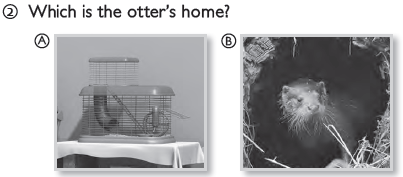 ② Which is the otter's home?
Ⓐ Ⓑ